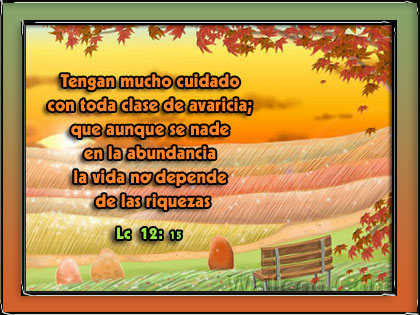 Tengan mucho cuidado
con toda clase de avaricia;
que aunque se nade
en la abundancia
la vida no depende
de las riquezas
Lc 12: 15